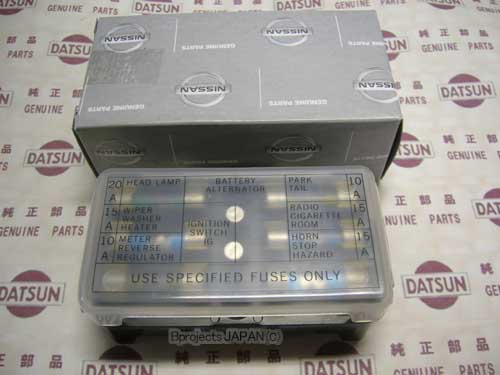 NISSAN
GENUINE PARTS
純正部品
DATSUN
GENUINE PARTS
20 A HEAD LAMP
BATTERY ALTERNATOR
PARK TAIL 10 A
15 A WIPER WASHER HEATER
IGNITION SWITCH IG
RADIO CIGARETTE ROOM 15 A
10 A METER REVERSE REGULATOR
HORN STOP HAZARD 15 A
USE SPECIFIED FUSES ONLY
BprojectsJAPAN(C)